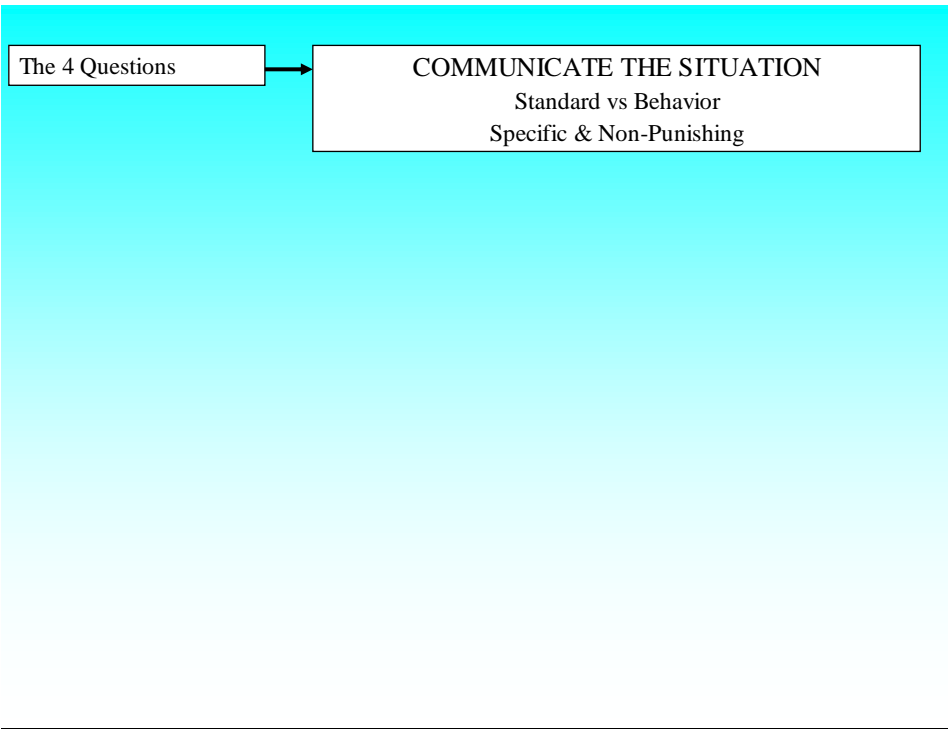 The 4 Questions
COMMUNICATE THE SITUATION
Standard vs Behavior
Specific & Non-Punishing